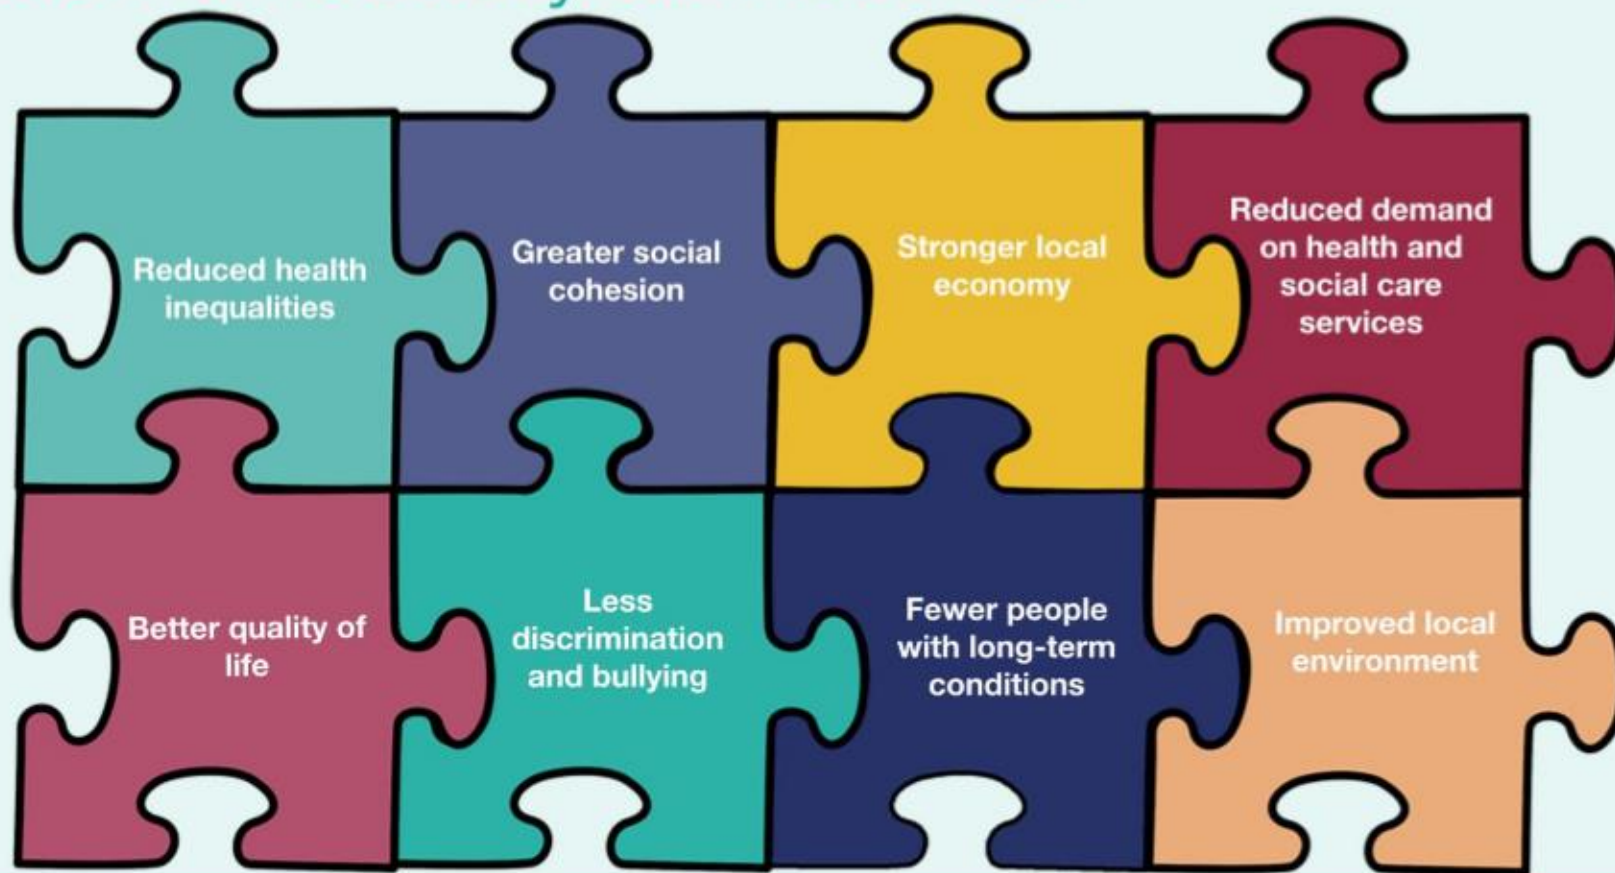 Reduced health
inequalities
Greater social
cohesion
Stronger local
economy
Reduced demand
on health and
social care
services
Better quality of
life
Less
discrimination
and bullying
Fewer people
with long-term
conditions
Improved local
environment